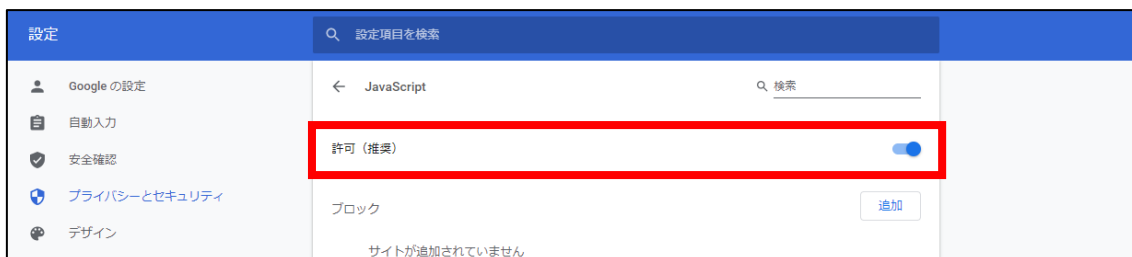 設定
設定項目を検索
Google の設定
自動入力
安全確認
プライバシーとセキュリティ
デザイン
JavaScript
検索
許可（推奨）
ブロック
追加
サイトが追加されていません